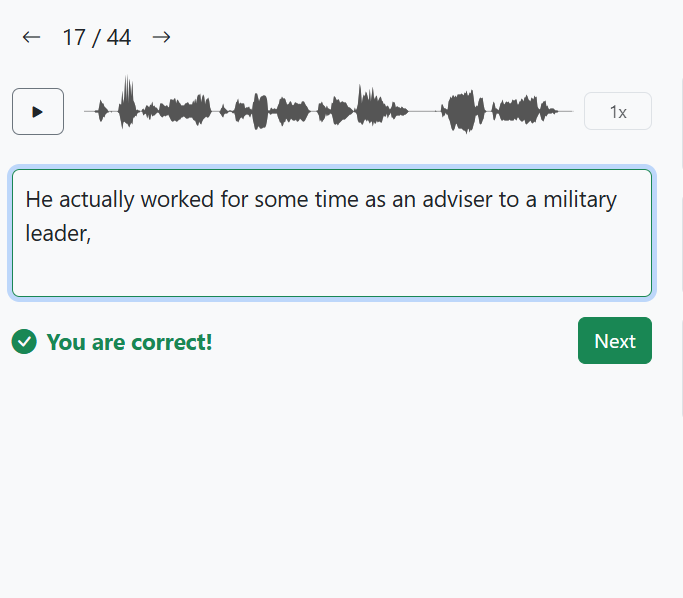 ← 17 / 44 →
1x
He actually worked for some time as an adviser to a military
leader,
You are correct!
Next